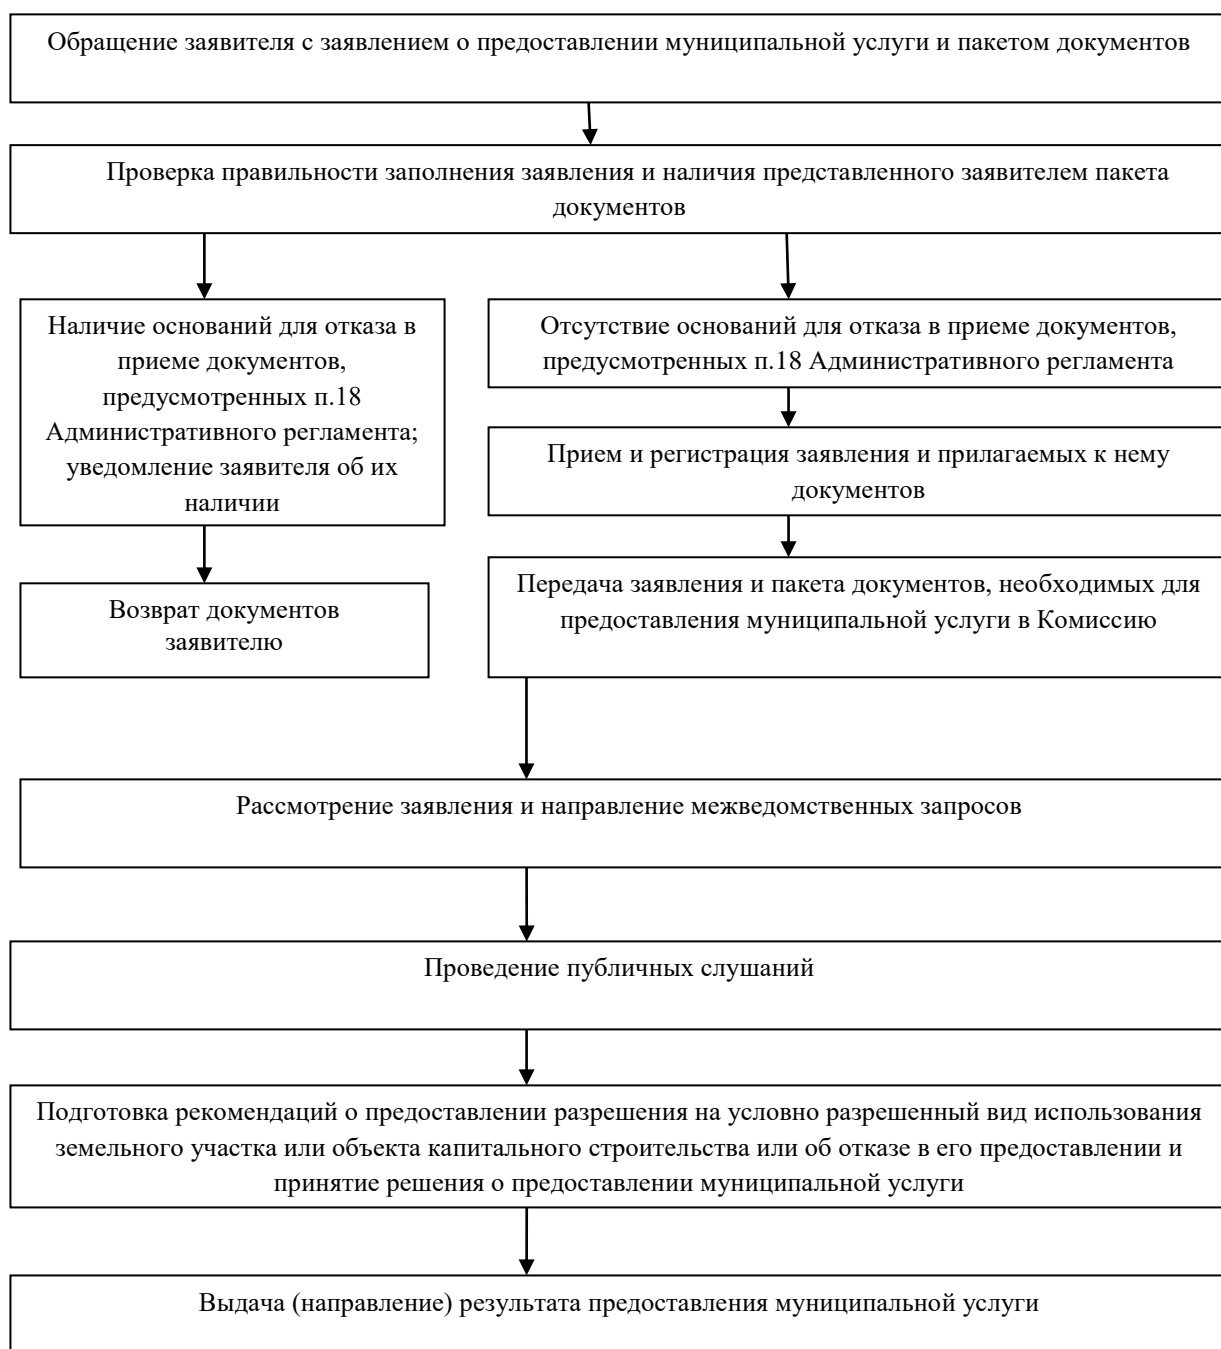 Обращение заявителя с заявлением о предоставлении муниципальной услуги и пакетом документов
Проверка правильности заполнения заявления и наличия представленного заявителем пакета
документов
Наличие оснований для отказа в
приеме документов,
предусмотренных п.18
Административного регламента;
уведомление заявителя об их
наличии
Отсутствие оснований для отказа в приеме документов,
предусмотренных п.18 Административного регламента
Прием и регистрация заявления и прилагаемых к нему
документов
Возврат документов
заявителю
Передача заявления и пакета документов, необходимых для
предоставления муниципальной услуги в Комиссию
Рассмотрение заявления и направление межведомственных запросов
Проведение публичных слушаний
Подготовка рекомендаций о предоставлении разрешения на условно разрешенный вид использования
земельного участка или объекта капитального строительства или об отказе в его предоставлении и
принятие решения о предоставлении муниципальной услуги
Выдача (направление) результата предоставления муниципальной услуги